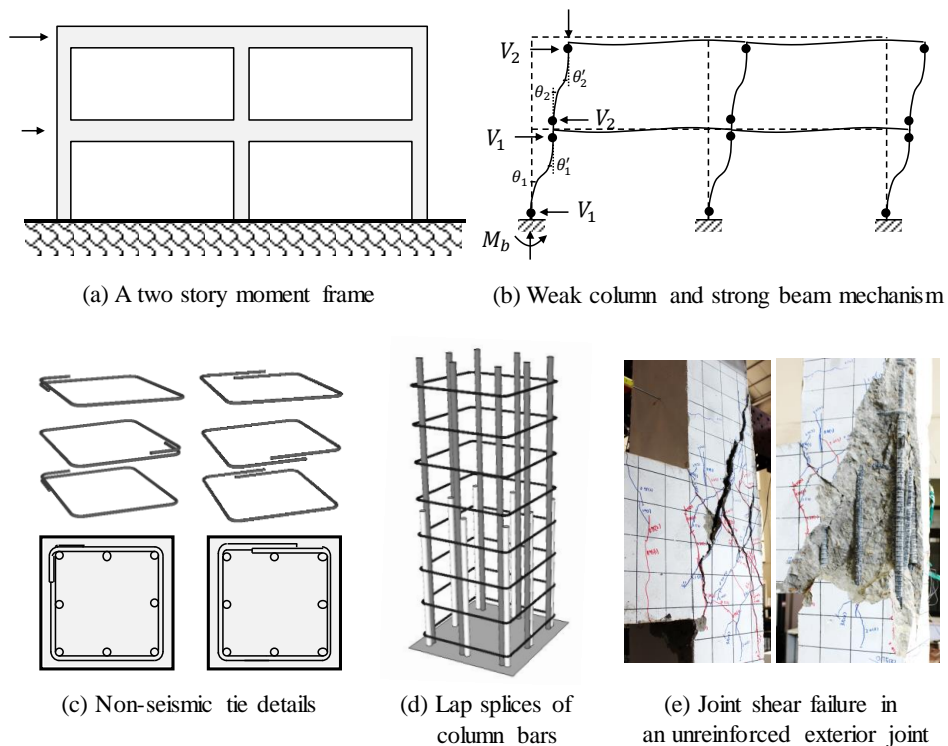 V₂
θ₂
θ′₂
V₂
V₁
θ₁
θ′₁
V₁
M_b
(a) A two story moment frame
(b) Weak column and strong beam mechanism
(c) Non-seismic tie details
(d) Lap splices of
column bars
(e) Joint shear failure in
an unreinforced exterior joint